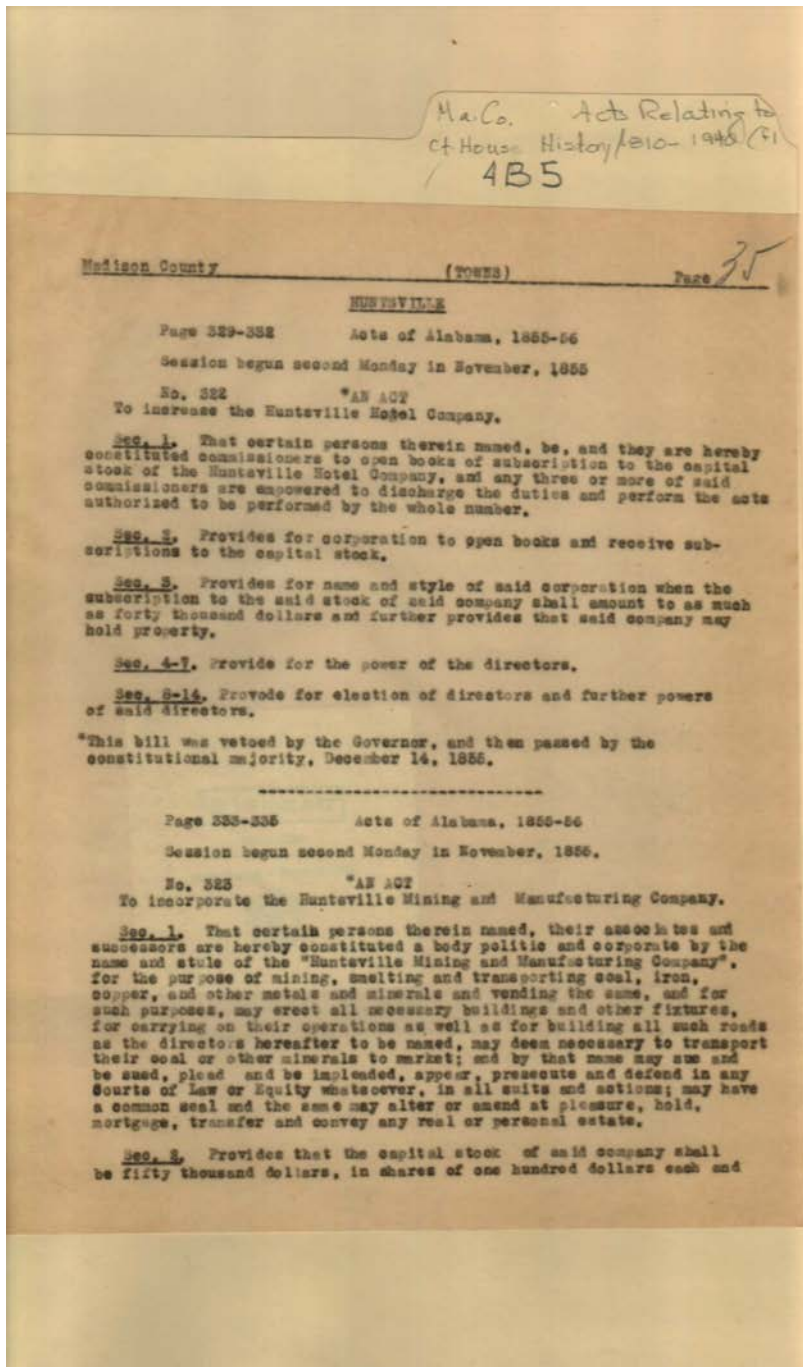 Ma. Co. Acts Relating to
Ct House History 1810-1940
4B5
Madison County (TOWNS) Page 35
HUNTSVILLE
Page 329-332 Acts of Alabama, 1855-56
Session begun second Monday in November, 1855
No. 322 *AN ACT
To increase the Huntsville Hotel Company.
Sec. 1. That certain persons therein named, be, and they are hereby
constituted commissioners to open books of subscription to the capital
stock of the Huntsville Hotel Company, and any three or more of said
commissioners are empowered to discharge the duties and perform the acts
authorized to be performed by the whole number.
Sec. 2. Provides for corporation to open books and receive sub-
scriptions to the capital stock.
Sec. 3. Provides for name and style of said corporation when the
subscription to the said stock of said company shall amount to as much
as forty thousand dollars and further provides that said company may
hold property.
Sec. 4-7. Provide for the power of the directors.
Sec. 8-14. Provode for election of directors and further powers
of said directors.
*This bill was vetoed by the Governor, and then passed by the
constitutional majority, December 14, 1855.
------------------------------
Page 333-335 Acts of Alabama, 1855-56
Session begun second Monday in November, 1855.
No. 323 *AN ACT
To incorporate the Huntsville Mining and Manufacturing Company.
Sec. 1. That certain persons therein named, their associates and
successors are hereby constituted a body politic and corporate by the
name and stule of the "Huntsville Mining and Manufacturing Company",
for the purpose of mining, smelting and transporting coal, iron,
copper, and other metals and minerals and vending the same, and for
such purposes, may erect all necessary buildings and other fixtures,
for carrying on their operations as well as for building all such roads
as the directors hereafter to be named, may deem necessary to transport
their coal or other minerals to market; and by that name may sue and
be sued, plead and be impleaded, appear, prosecute and defend in any
Courts of Law or Equity whatsoever, in all suits and actions; may have
a common seal and the same may alter or amend at pleasure, hold,
mortgage, transfer and convey any real or personal estate.
Sec. 2. Provides that the capital stock of said company shall
be fifty thousand dollars, in shares of one hundred dollars each and